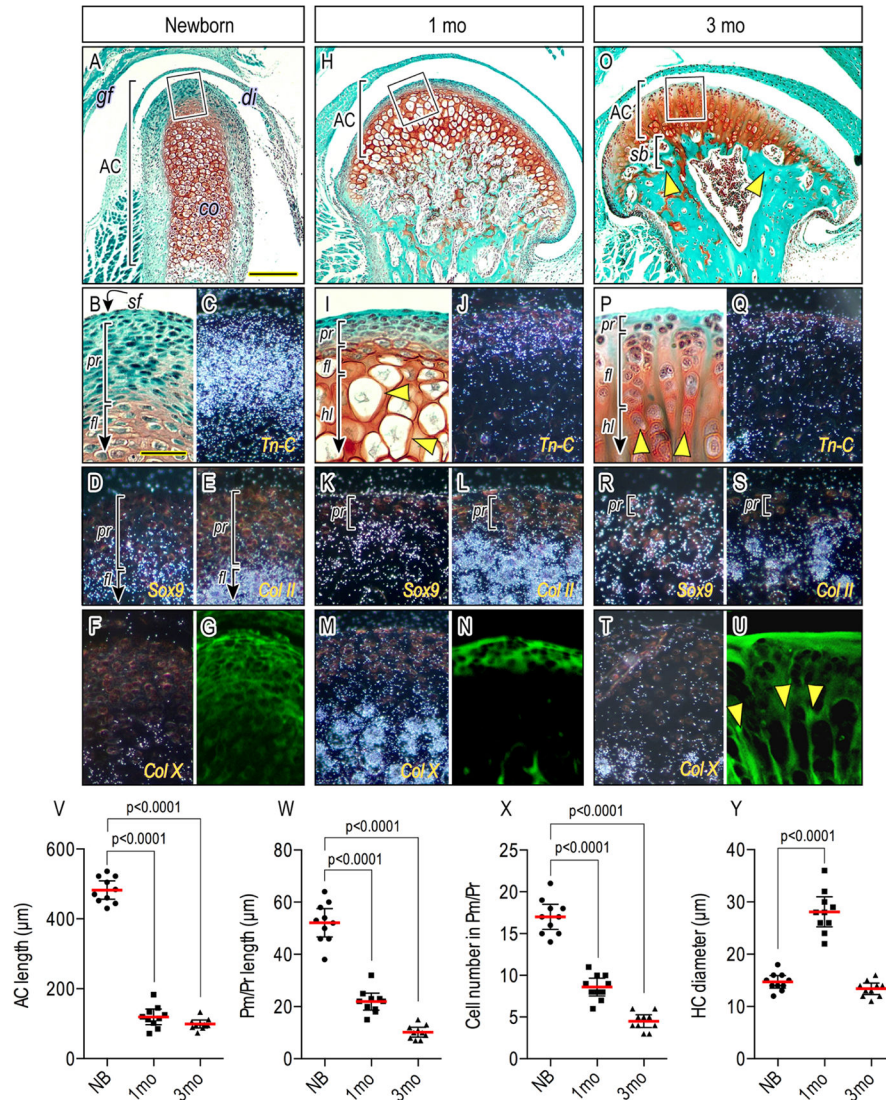 Newborn
1 mo
3 mo
A
gf
di
AC
co
H
AC
O
AC
sb
B
sf
pr
fl
C
Tn-C
I
pr
fl
hl
J
Tn-C
P
pr
fl
hl
Q
Tn-C
D
pr
fl
Sox9
E
pr
fl
Col II
K
pr
Sox9
L
pr
Col II
R
pr
Sox9
S
pr
Col II
F
Col X
G
M
Col X
N
T
Col X
U
V
p<0.0001
p<0.0001
AC length (µm)
600
400
200
0
NB
1mo
3mo
W
p<0.0001
p<0.0001
Pm/Pr length (µm)
80
60
40
20
0
NB
1mo
3mo
X
p<0.0001
p<0.0001
Cell number in Pm/Pr
25
20
15
10
5
0
NB
1mo
3mo
Y
p<0.0001
HC diameter (µm)
40
30
20
10
0
NB
1mo
3mo